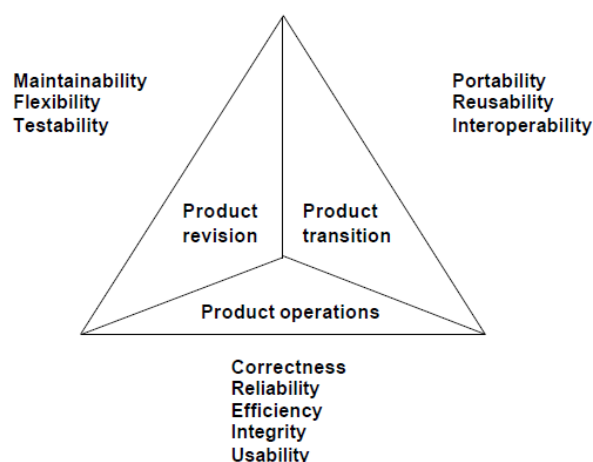 Maintainability
Flexibility
Testability
Portability
Reusability
Interoperability
Product
revision
Product
transition
Product operations
Correctness
Reliability
Efficiency
Integrity
Usability